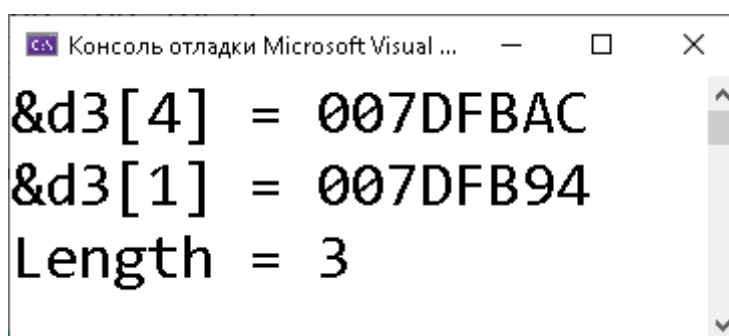 Консоль отладки Microsoft Visual ...
&d3[4] = 007DFBAC
&d3[1] = 007DFB94
Length = 3